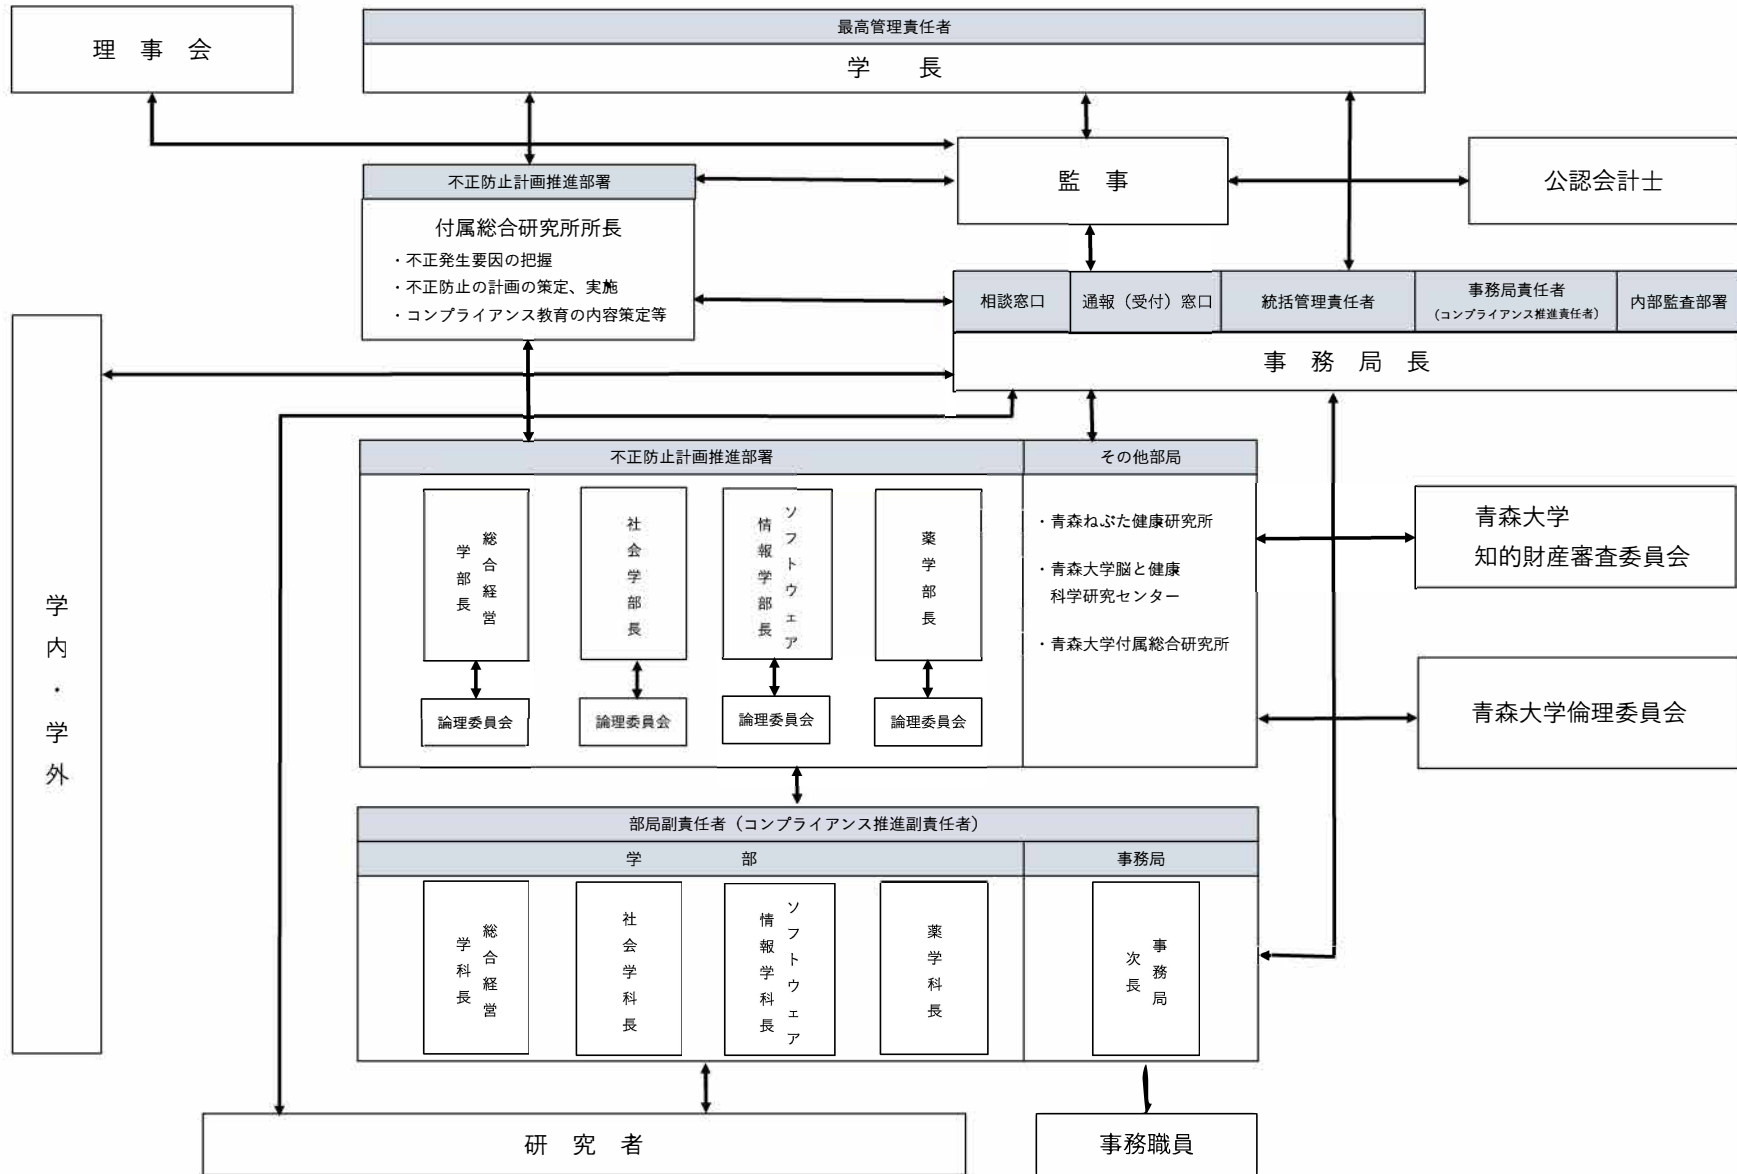 理事会
最高管理責任者
学長
監事
公認会計士
不正防止計画推進部署
付属総合研究所所長
・不正発生要因の把握
・不正防止の計画の策定、実施
・コンプライアンス教育の内容策定等
相談窓口
通報（受付）窓口
統括管理責任者
事務局責任者
（コンプライアンス推進責任者）
内部監査部署
事務局長
学内・学外
不正防止計画推進部署
その他部局
総合経営
学部長
社会学部長
ソフトウェア
情報学部長
薬学部長
論理委員会
論理委員会
論理委員会
論理委員会
・青森ねぶた健康研究所
・青森大学脳と健康
科学研究センター
・青森大学付属総合研究所
青森大学
知的財産審査委員会
青森大学倫理委員会
部局副責任者（コンプライアンス推進副責任者）
学部
事務局
総合経営
学科長
社会学科長
ソフトウェア
情報学科長
薬学科長
事務局
次長
研究者
事務職員